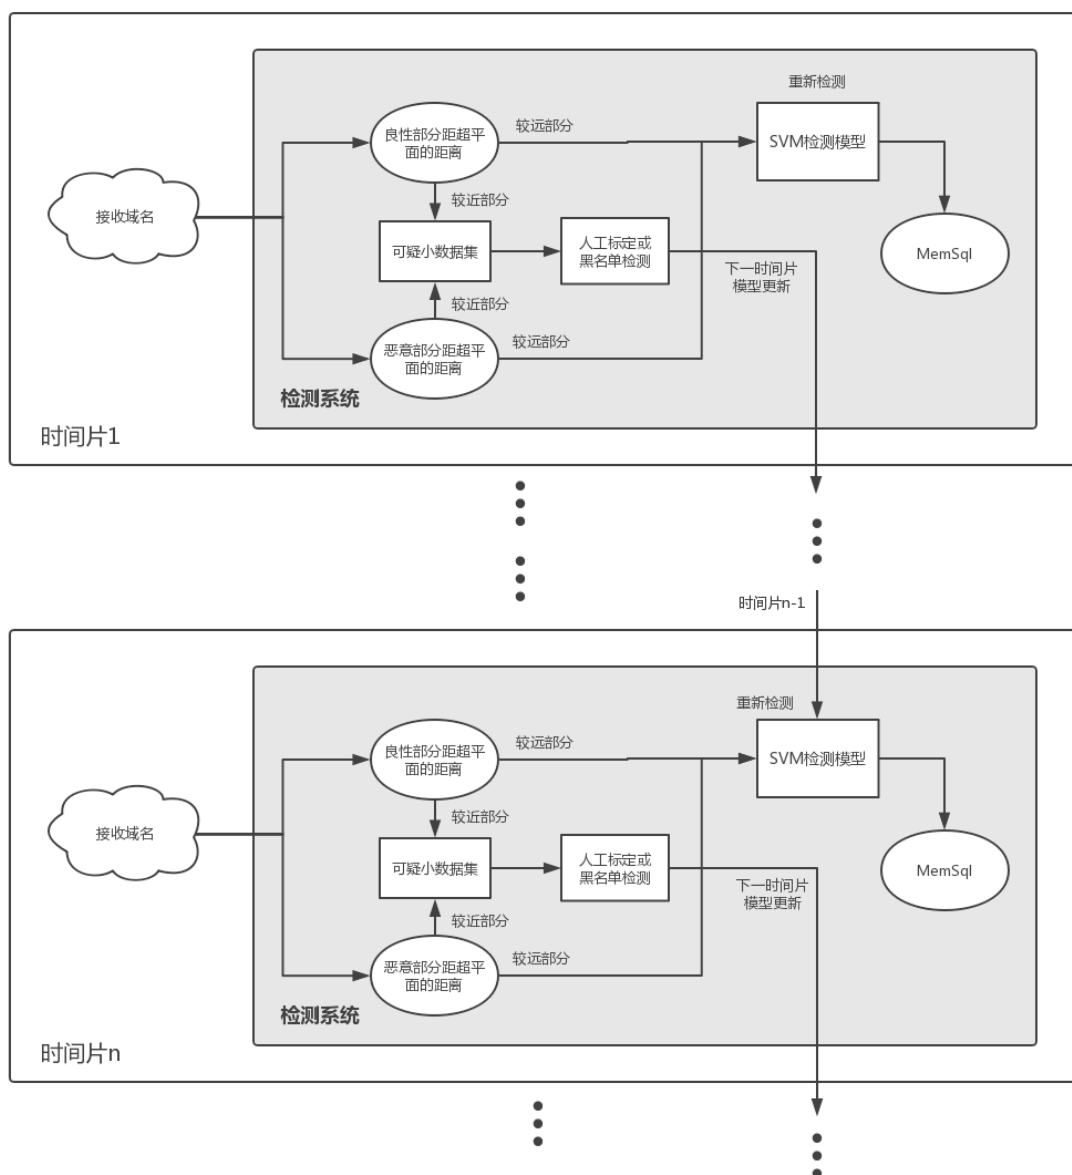 重新检测
良性部分距超平
面的距离
较远部分
SVM检测模型
较近部分
接收域名
可疑小数据集
人工标定或
黑名单检测
下一时间片
模型更新
MemSql
较近部分
恶意部分距超平
面的距离
较远部分
检测系统
时间片1
时间片n-1
重新检测
良性部分距超平
面的距离
较远部分
SVM检测模型
较近部分
接收域名
可疑小数据集
人工标定或
黑名单检测
下一时间片
模型更新
MemSql
较近部分
恶意部分距超平
面的距离
较远部分
检测系统
时间片n